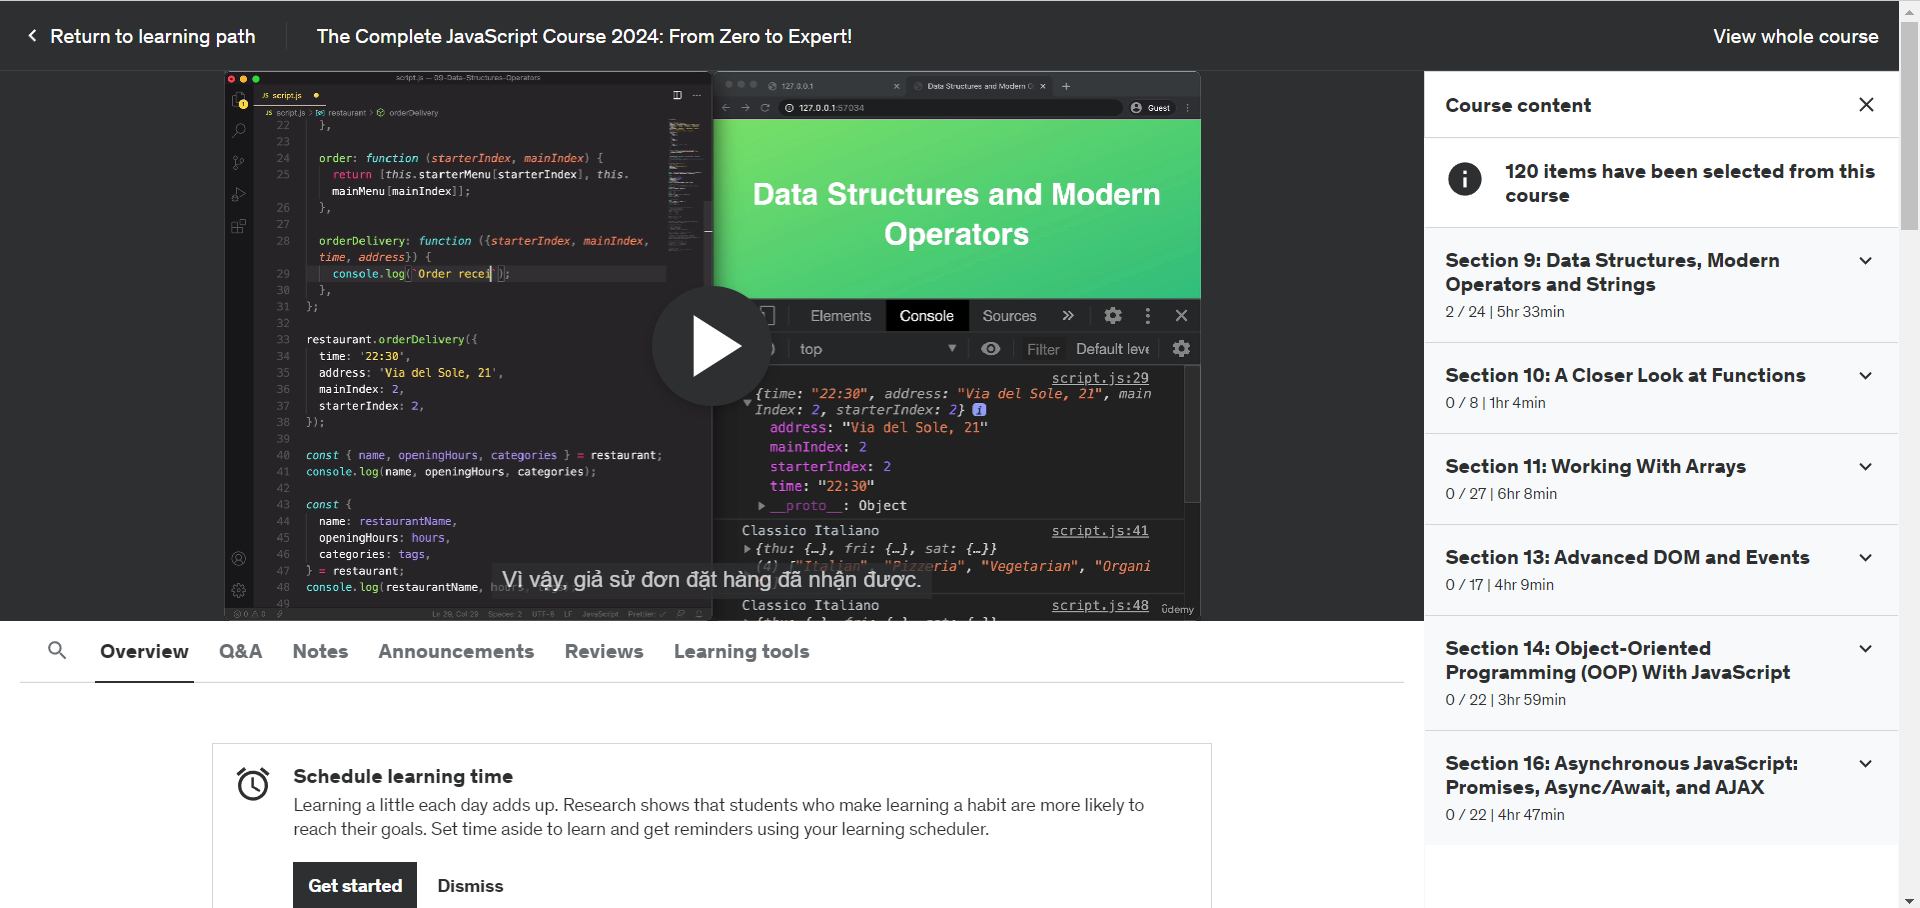 Return to learning path
The Complete JavaScript Course 2024: From Zero to Expert!
View whole course
script.js — 09-Data-Structures-Operators
JS script.js
JS script.js > restaurant > orderDelivery
22 },
23
24 order: function (starterIndex, mainIndex) {
25 return [this.starterMenu[starterIndex], this.
mainMenu[mainIndex]];
26 },
27
28 orderDelivery: function ({starterIndex, mainIndex,
time, address}) {
29 console.log(`Order recei`);
30 },
31 };
32
33 restaurant.orderDelivery({
34 time: '22:30',
35 address: 'Via del Sole, 21',
36 mainIndex: 2,
37 starterIndex: 2,
38 });
39
40 const { name, openingHours, categories } = restaurant;
41 console.log(name, openingHours, categories);
42
43 const {
44 name: restaurantName,
45 openingHours: hours,
46 categories: tags,
47 } = restaurant;
48 console.log(restaurantName,
49
Ln 29, Col 29 Spaces: 2 UTF-8 LF JavaScript Prettier: ✓
127.0.0.1
Data Structures and Modern O
127.0.0.1:57034
Guest
Data Structures and Modern
Operators
Elements
Console
Sources
top
Filter
Default leve
script.js:29
{time: "22:30", address: "Via del Sole, 21", main
Index: 2, starterIndex: 2}
address: "Via del Sole, 21"
mainIndex: 2
starterIndex: 2
time: "22:30"
__proto__: Object
Classico Italiano
script.js:41
{thu: {…}, fri: {…}, sat: {…}}
(4) ["Italian", "Pizzeria", "Vegetarian", "Organi
Classico Italiano
script.js:48
Vì vậy, giả sử đơn đặt hàng đã nhận được.
ûdemy
Overview
Q&A
Notes
Announcements
Reviews
Learning tools
Schedule learning time
Learning a little each day adds up. Research shows that students who make learning a habit are more likely to
reach their goals. Set time aside to learn and get reminders using your learning scheduler.
Get started
Dismiss
Course content
120 items have been selected from this
course
Section 9: Data Structures, Modern
Operators and Strings
2 / 24 | 5hr 33min
Section 10: A Closer Look at Functions
0 / 8 | 1hr 4min
Section 11: Working With Arrays
0 / 27 | 6hr 8min
Section 13: Advanced DOM and Events
0 / 17 | 4hr 9min
Section 14: Object-Oriented
Programming (OOP) With JavaScript
0 / 22 | 3hr 59min
Section 16: Asynchronous JavaScript:
Promises, Async/Await, and AJAX
0 / 22 | 4hr 47min